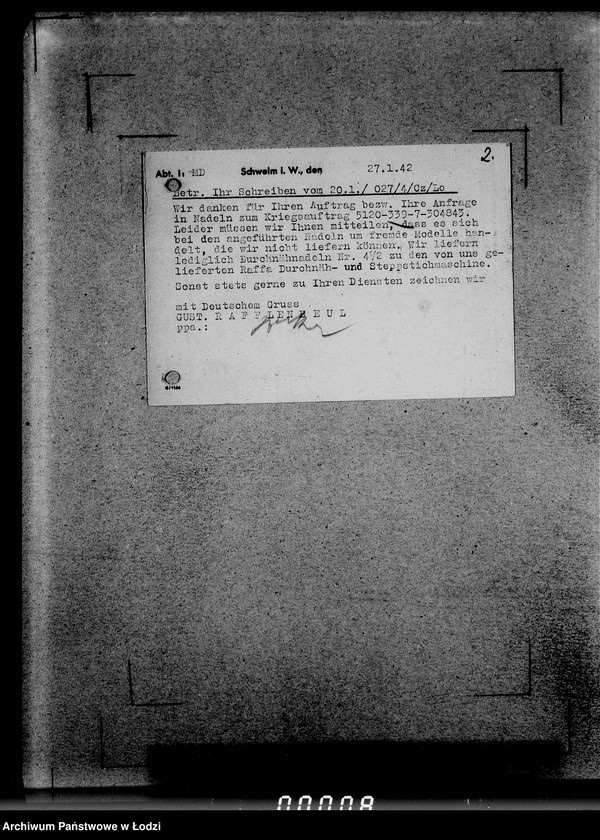 2.
Abt. I: MD Schwelm i. W., den 27.1.42
Betr. Ihr Schreiben vom 20.1./ 027/4/Cz/Lo
Wir danken für Ihren Auftrag bezw. Ihre Anfrage
in Nadeln zum Kriegsauftrag 5120-339-7-304843.
Leider müssen wir Ihnen mitteilen, dass es sich
bei den angeführten Nadeln um fremde Modelle han-
delt, die wir nicht liefern können. Wir liefern
lediglich Durchnähnadeln Nr. 4½ zu den von uns ge-
lieferten Raffa Durchnäh- und Steppstichmaschine.
Sonst stets gerne zu Ihren Diensten zeichnen wir
mit Deutschem Gruss
GUST. R A F F L E N B E U L
ppa.:
00008
Archiwum Państwowe w Łodzi